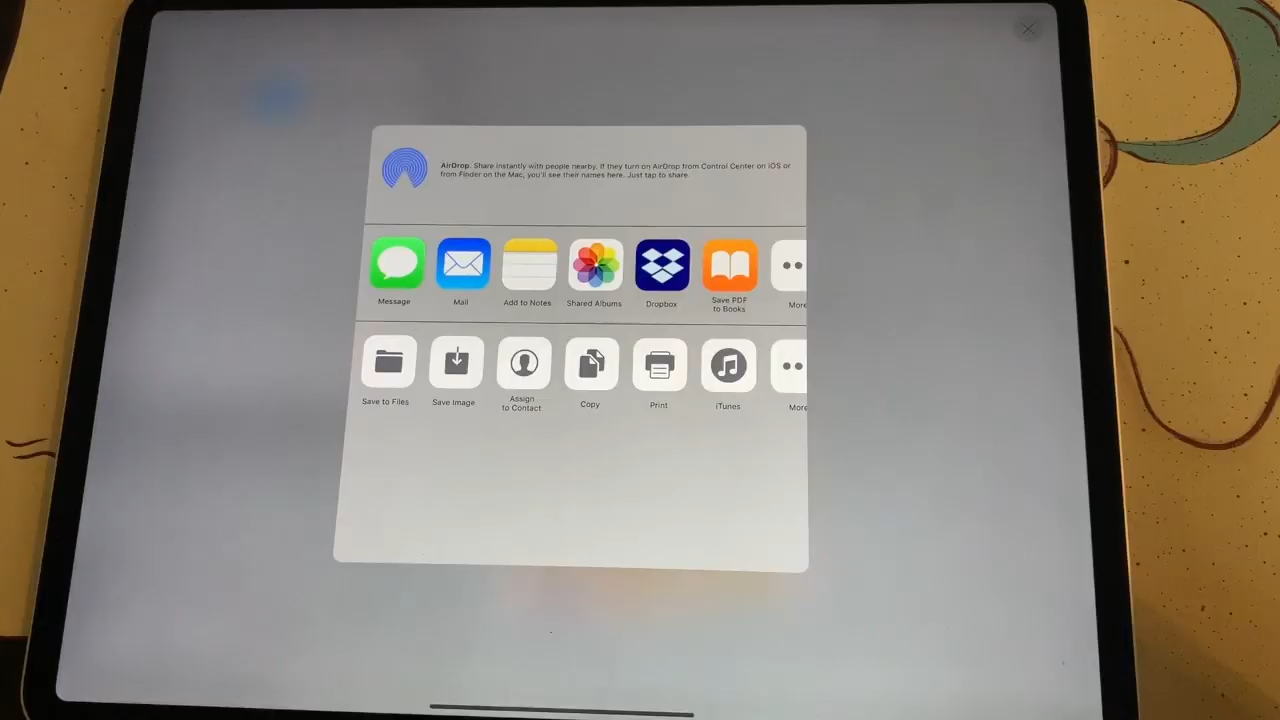 AirDrop. Share instantly with people nearby. If they turn on AirDrop from Control Center on iOS or
from Finder on the Mac, you'll see their names here. Just tap to share.
Message
Mail
Add to Notes
Shared Albums
Dropbox
Save PDF
to Books
More
Save to Files
Save Image
Assign
to Contact
Copy
Print
iTunes
More